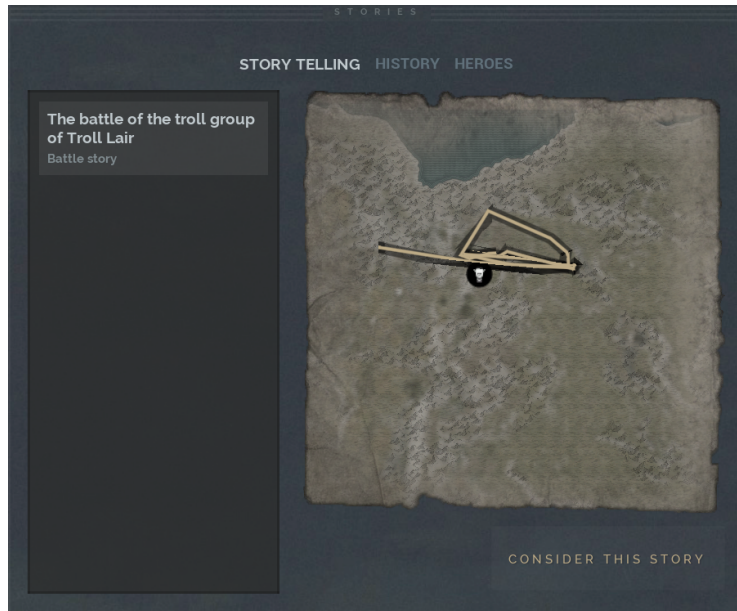 STORIES
STORY TELLING HISTORY HEROES
The battle of the troll group
of Troll Lair
Battle story
CONSIDER THIS STORY